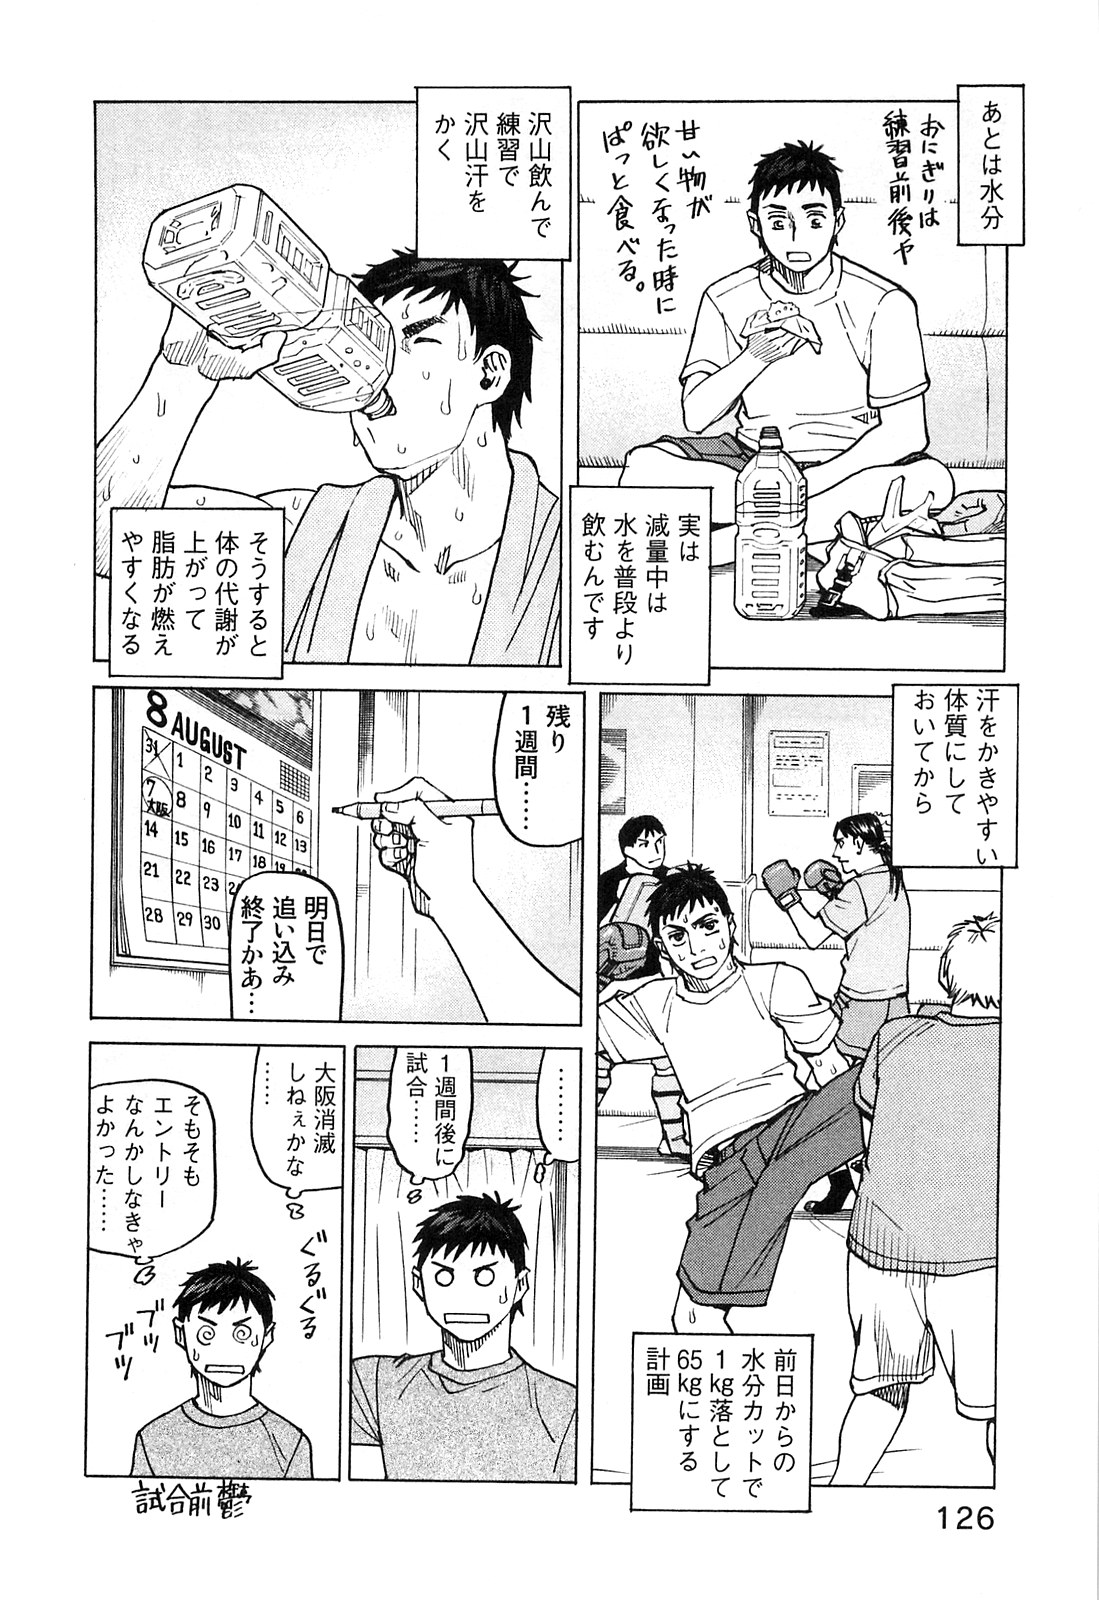 あとは水分
おにぎりは
練習前後や
甘い物が
欲しくなった時に
ぱっと食べる。
実は
減量中は
水を普段より
飲むんです
沢山飲んで
練習で
沢山汗を
かく
そうすると
体の代謝が
上がって
脂肪が燃え
やすくなる
汗をかきやすい
体質にして
おいてから
前日からの
水分カットで
1kg落として
65kgにする
計画
残り
1週間……
8 AUGUST
31 1 2 3 4 5 6
7 大阪 8 9 10 11 12 13
14 15 16 17 18 19 20
21 22 23
28 29 30
明日で
追い込み
終了かあ…
………
1週間後に
試合……
大阪消滅
しねぇかな
……
そもそも
エントリー
なんかしなきゃ
よかった……
ぐるぐる
ブツ
ブツ
試合前鬱
126